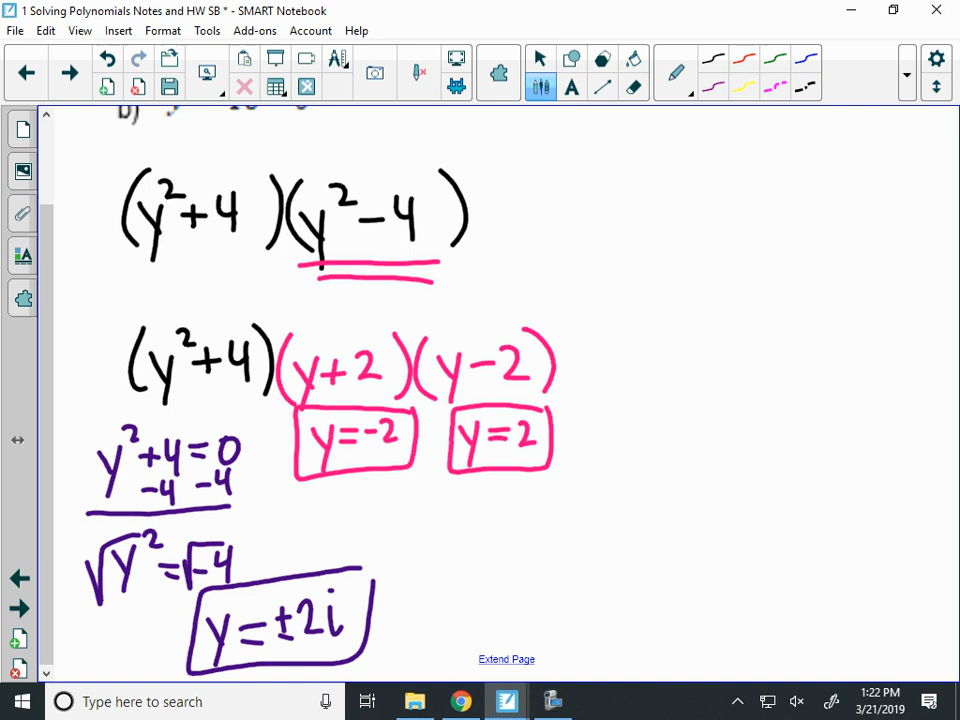 1 Solving Polynomials Notes and HW SB * - SMART Notebook
File Edit View Insert Format Tools Add-ons Account Help
b)
(y²+4)(y²-4)
(y²+4)(y+2)(y-2)
y=-2 y=2
y²+4=0
-4 -4
√y²=√-4
y=±2i
Extend Page
Type here to search
1:22 PM
3/21/2019